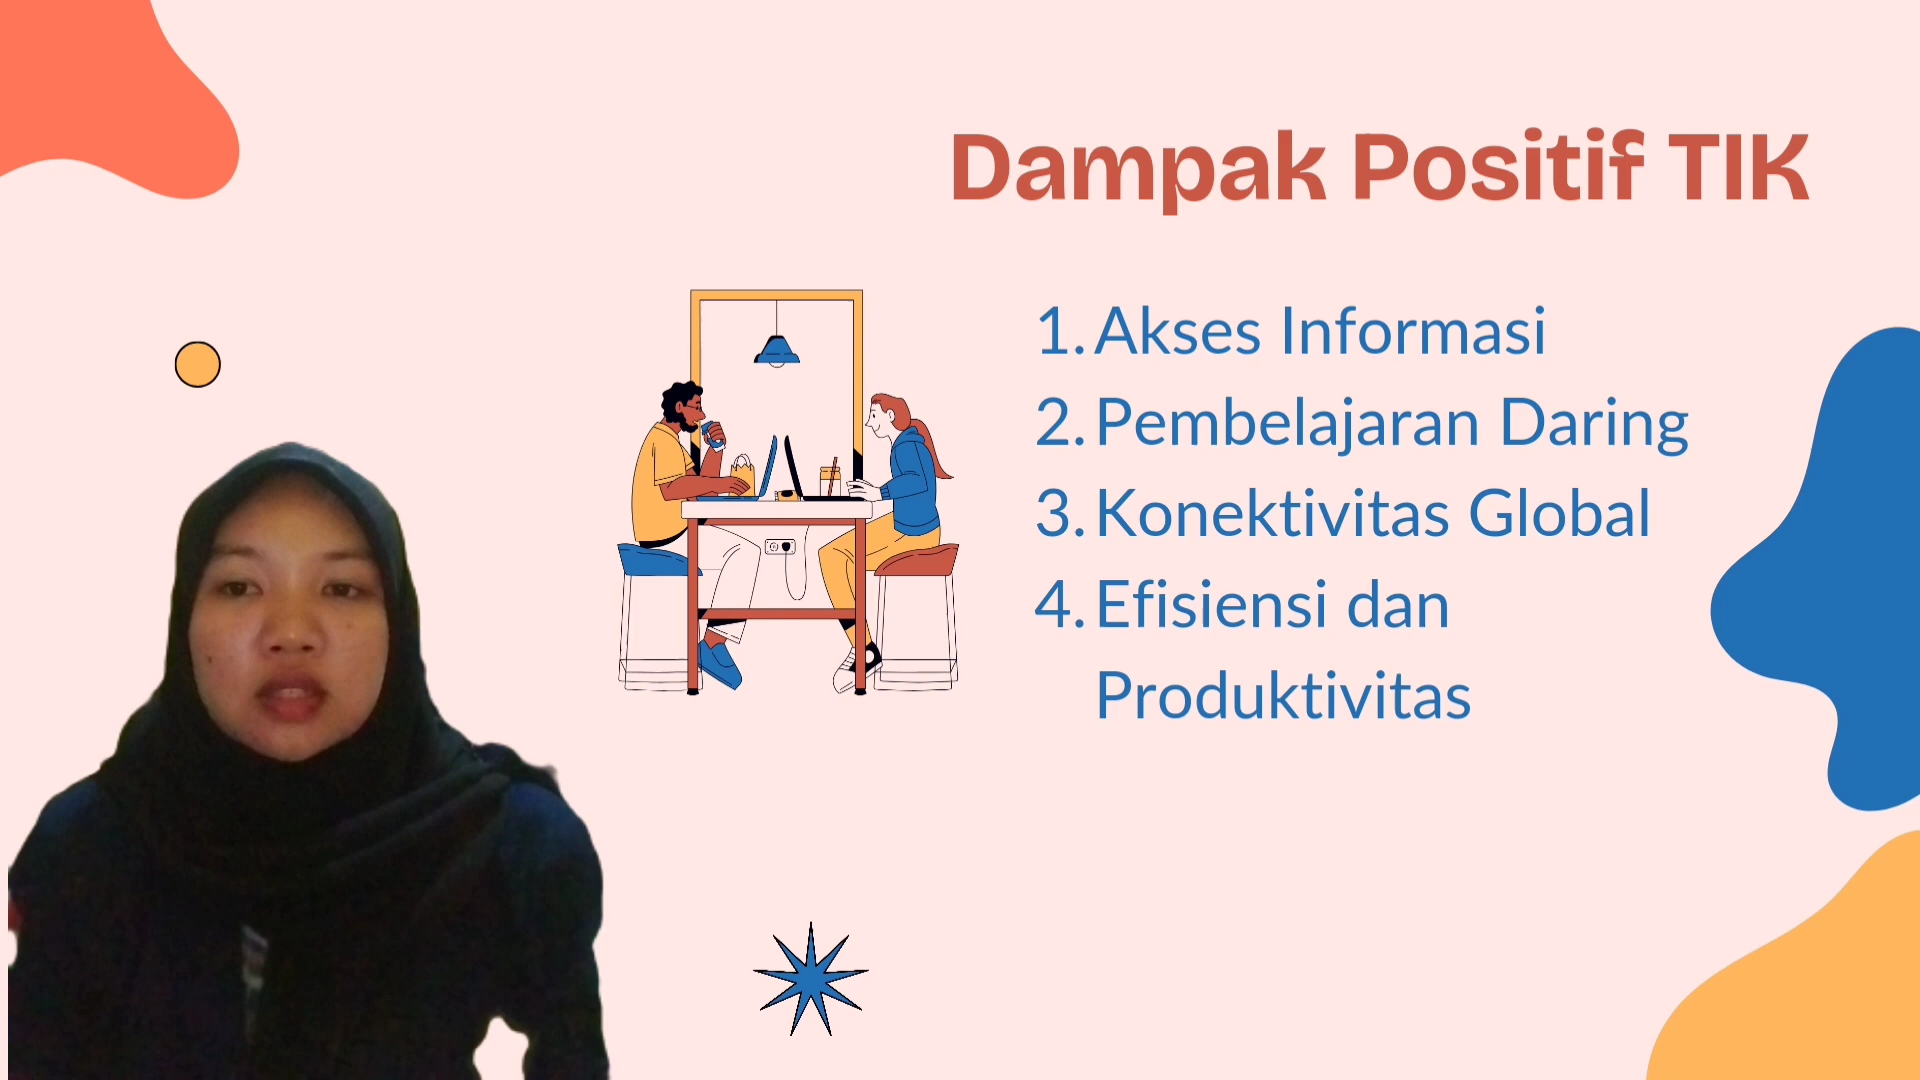 Dampak Positif TIK
1. Akses Informasi
2. Pembelajaran Daring
3. Konektivitas Global
4. Efisiensi dan
Produktivitas